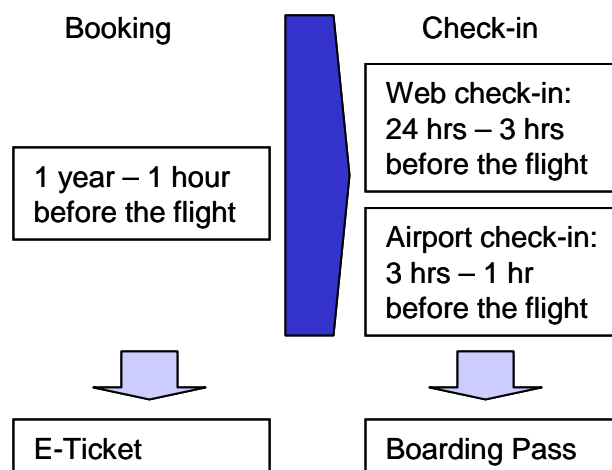 Booking
Check-in
1 year – 1 hour
before the flight
Web check-in:
24 hrs – 3 hrs
before the flight
Airport check-in:
3 hrs – 1 hr
before the flight
E-Ticket
Boarding Pass